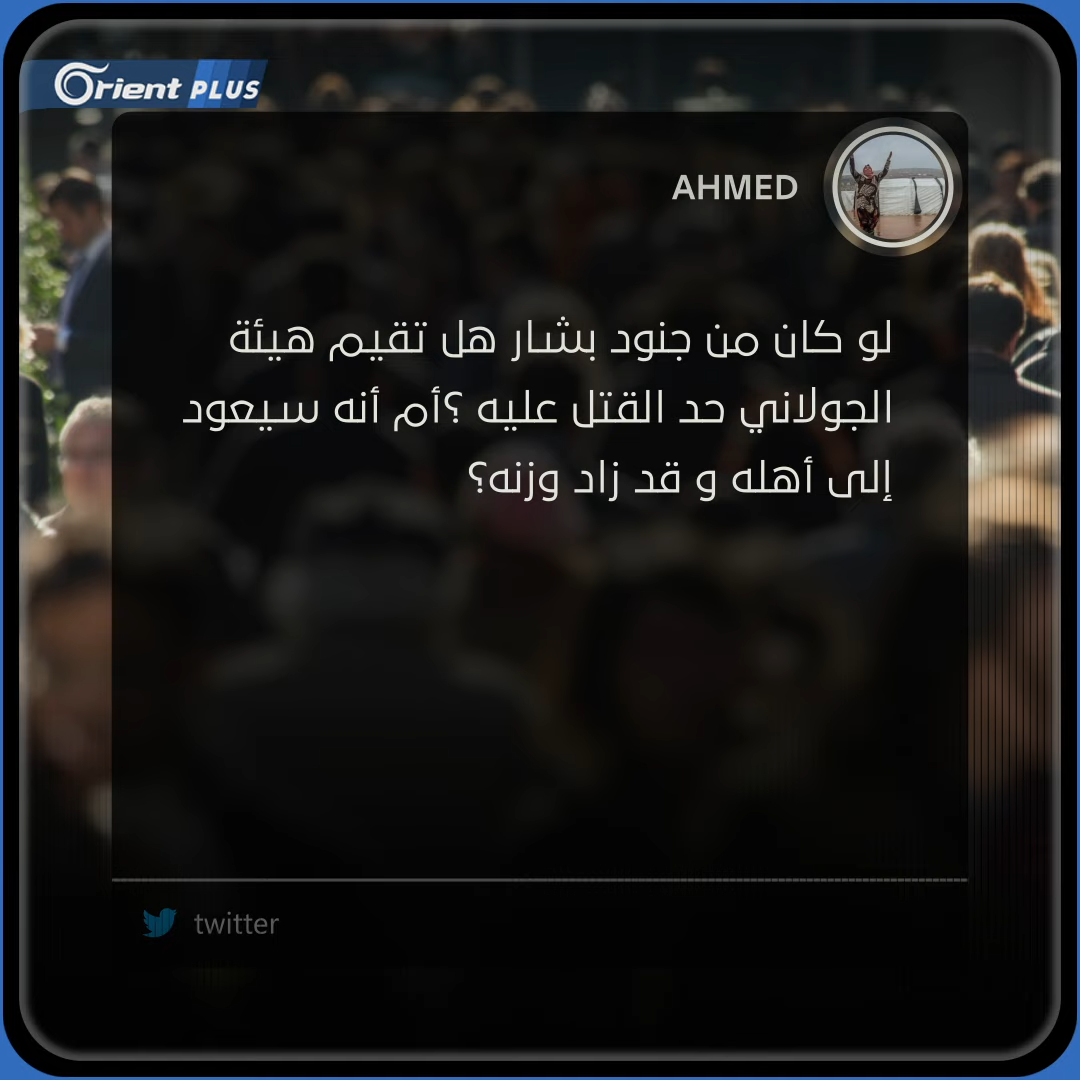 Orient PLUS
AHMED
لو كان من جنود بشار هل تقيم هيئة
الجولاني حد القتل عليه ؟أم أنه سيعود
إلى أهله و قد زاد وزنه؟
twitter